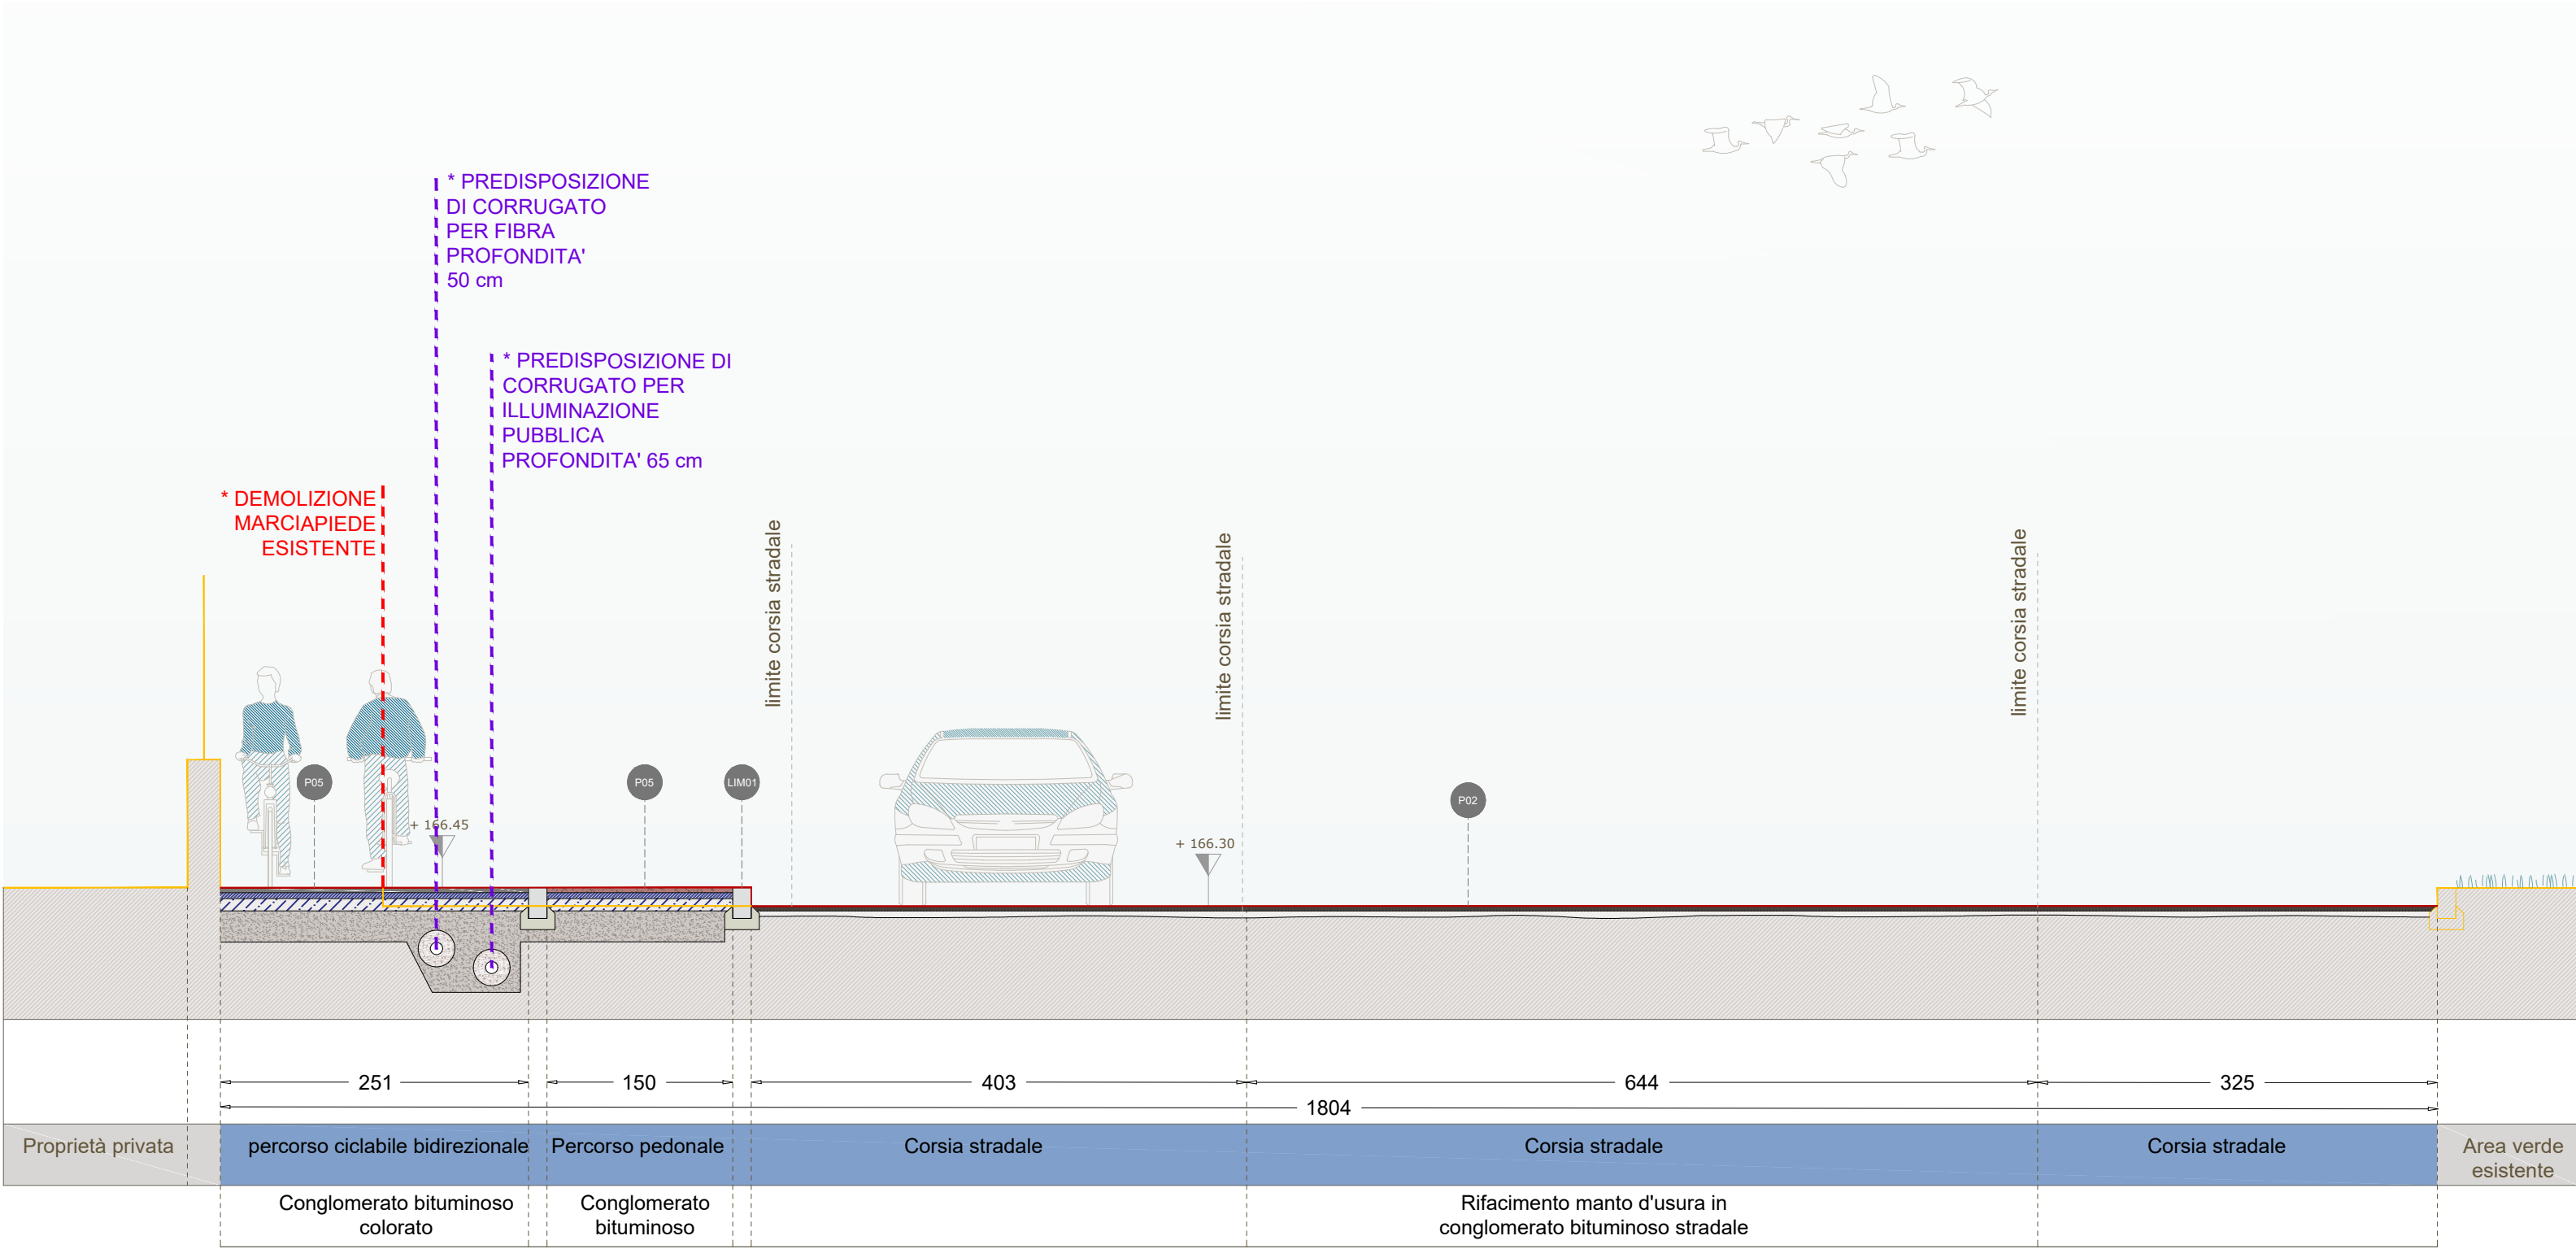 * PREDISPOSIZIONE
DI CORRUGATO
PER FIBRA
PROFONDITA'
50 cm
* PREDISPOSIZIONE DI
CORRUGATO PER
ILLUMINAZIONE
PUBBLICA
PROFONDITA' 65 cm
* DEMOLIZIONE
MARCIAPIEDE
ESISTENTE
limite corsia stradale
limite corsia stradale
limite corsia stradale
P05
P05
LIM01
P02
+ 166.45
+ 166.30
251
150
403
644
325
1804
Proprietà privata
percorso ciclabile bidirezionale
Percorso pedonale
Corsia stradale
Corsia stradale
Corsia stradale
Area verde
esistente
Conglomerato bituminoso
colorato
Conglomerato
bituminoso
Rifacimento manto d'usura in
conglomerato bituminoso stradale